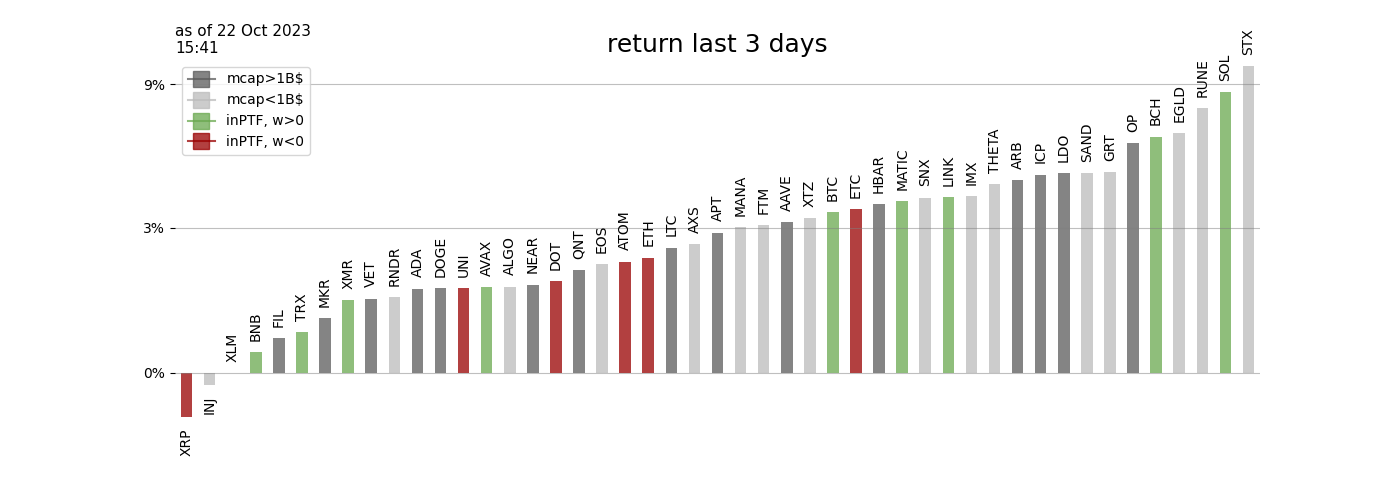 as of 22 Oct 2023
15:41
return last 3 days
mcap>1B$
mcap<1B$
inPTF, w>0
inPTF, w<0
9%
3%
0%
XRP
INJ
XLM
BNB
FIL
TRX
MKR
XMR
VET
RNDR
ADA
DOGE
UNI
AVAX
ALGO
NEAR
DOT
QNT
EOS
ATOM
ETH
LTC
AXS
APT
MANA
FTM
AAVE
XTZ
BTC
ETC
HBAR
MATIC
SNX
LINK
IMX
THETA
ARB
ICP
LDO
SAND
GRT
OP
BCH
EGLD
RUNE
SOL
STX